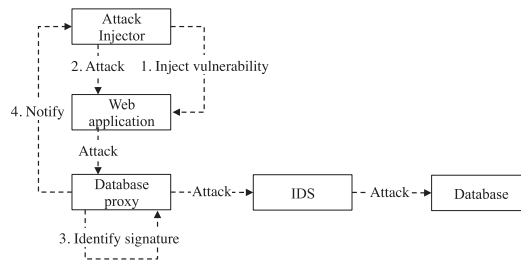 Attack
Injector
2. Attack
1. Inject vulnerability
4. Notify
Web
application
Attack
Database
proxy
Attack
IDS
Attack
Database
3. Identify signature